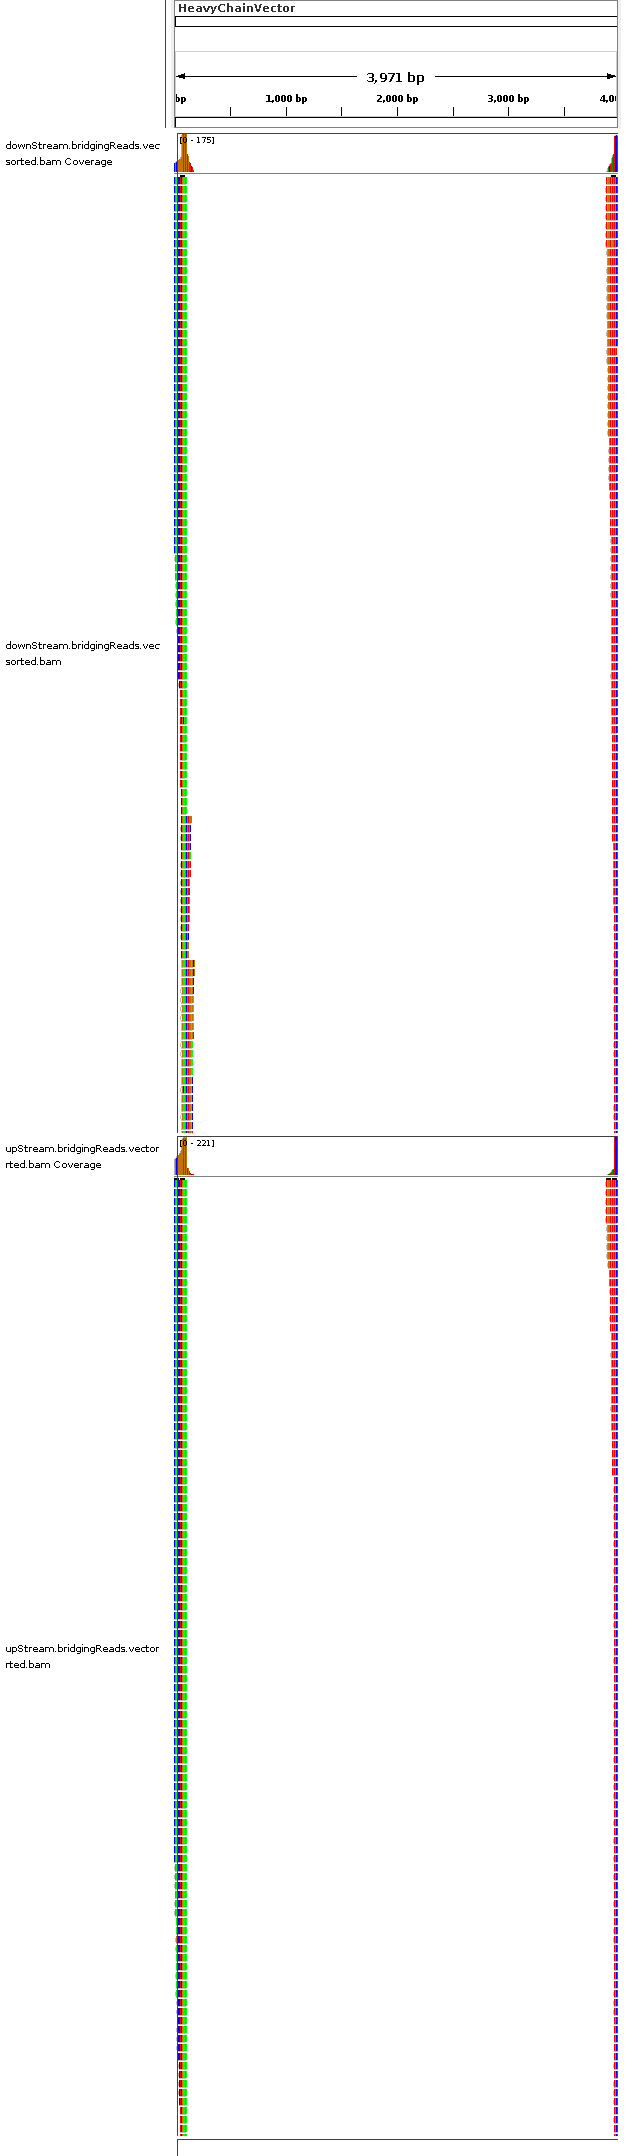 HeavyChainVector
3,971 bp
bp 1,000 bp 2,000 bp 3,000 bp 4,0
downStream.bridgingReads.vec
sorted.bam Coverage
[0 - 175]
downStream.bridgingReads.vec
sorted.bam
upStream.bridgingReads.vector
rted.bam Coverage
[0 - 221]
upStream.bridgingReads.vector
rted.bam